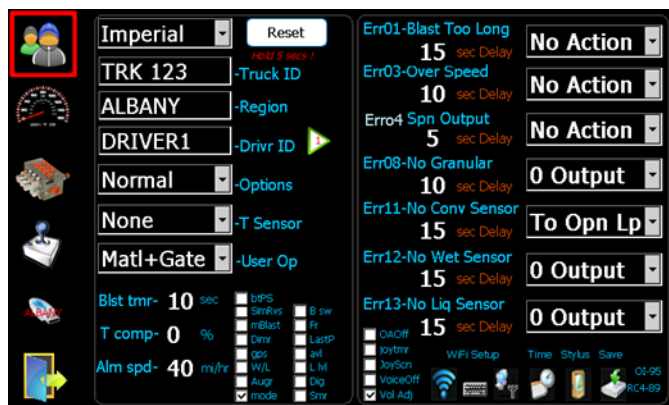 Imperial
Reset
Hold 5 secs !
TRK 123 -Truck ID
ALBANY -Region
DRIVER1 -Drivr ID 1
Normal -Options
None -T Sensor
Matl+Gate -User Op
Blst tmr- 10 sec
T comp- 0 %
Alm spd- 40 mi/hr
btPS
SimRvs B sw
mBlast Fr
Dimr LastP
gps avl
W/L L lvl
Augr Dig
mode Smr
ALBANY
Err01-Blast Too Long
15 sec Delay No Action
Err03-Over Speed
10 sec Delay No Action
Erro4 Spn Output
5 sec Delay No Action
Err08-No Granular
10 sec Delay 0 Output
Err11-No Conv Sensor
15 sec Delay To Opn Lp
Err12-No Wet Sensor
15 sec Delay 0 Output
Err13-No Liq Sensor
15 sec Delay 0 Output
OAOff
joytmr
JoyScn
VoiceOff
Vol Adj
WiFi Setup Time Stylus Save
OI-95
RC4-89